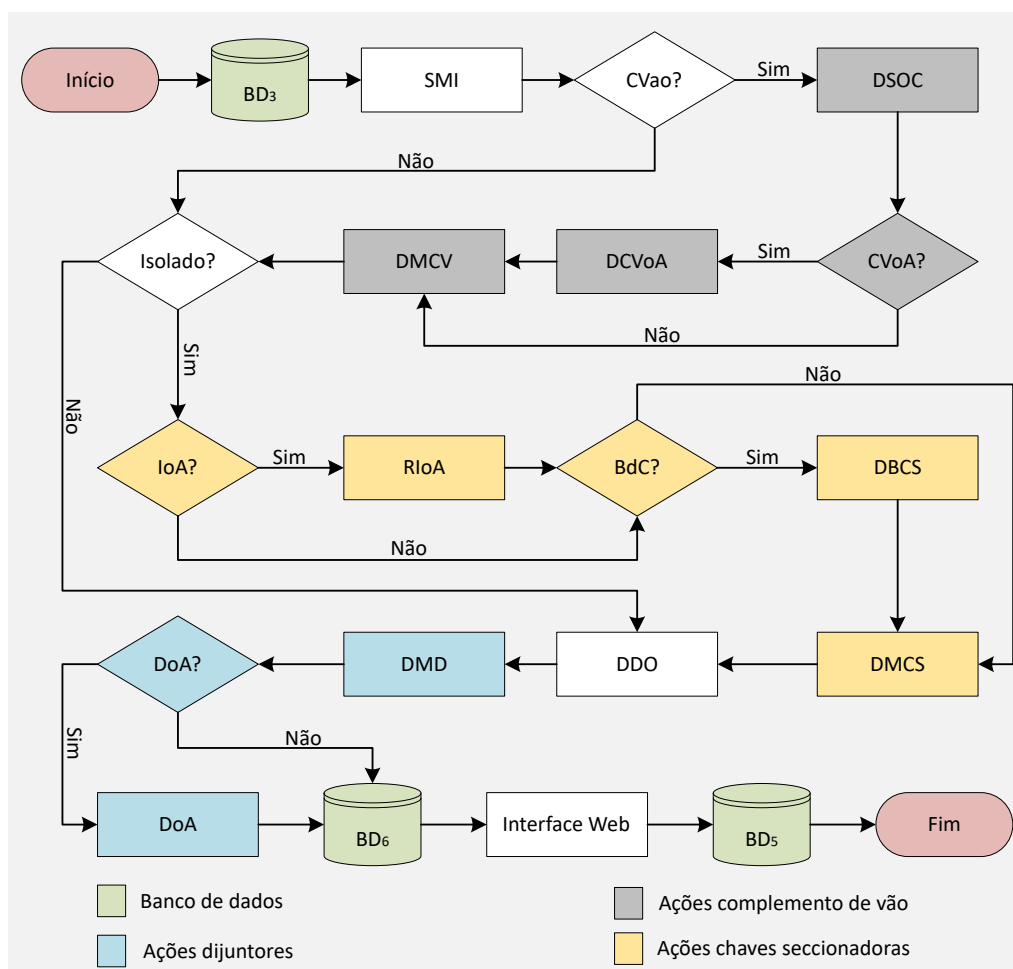 Início
BD3
SMI
CVao?
Sim
DSOC
Não
Isolado?
DMCV
DCVoA
Sim
CVoA?
Não
Sim
Não
Não
IoA?
Sim
RIoA
BdC?
Sim
DBCS
Não
DoA?
DMD
DDO
DMCS
Sim
Não
DoA
BD6
Interface Web
BD5
Fim
Banco de dados
Ações complemento de vão
Ações dijuntores
Ações chaves seccionadoras